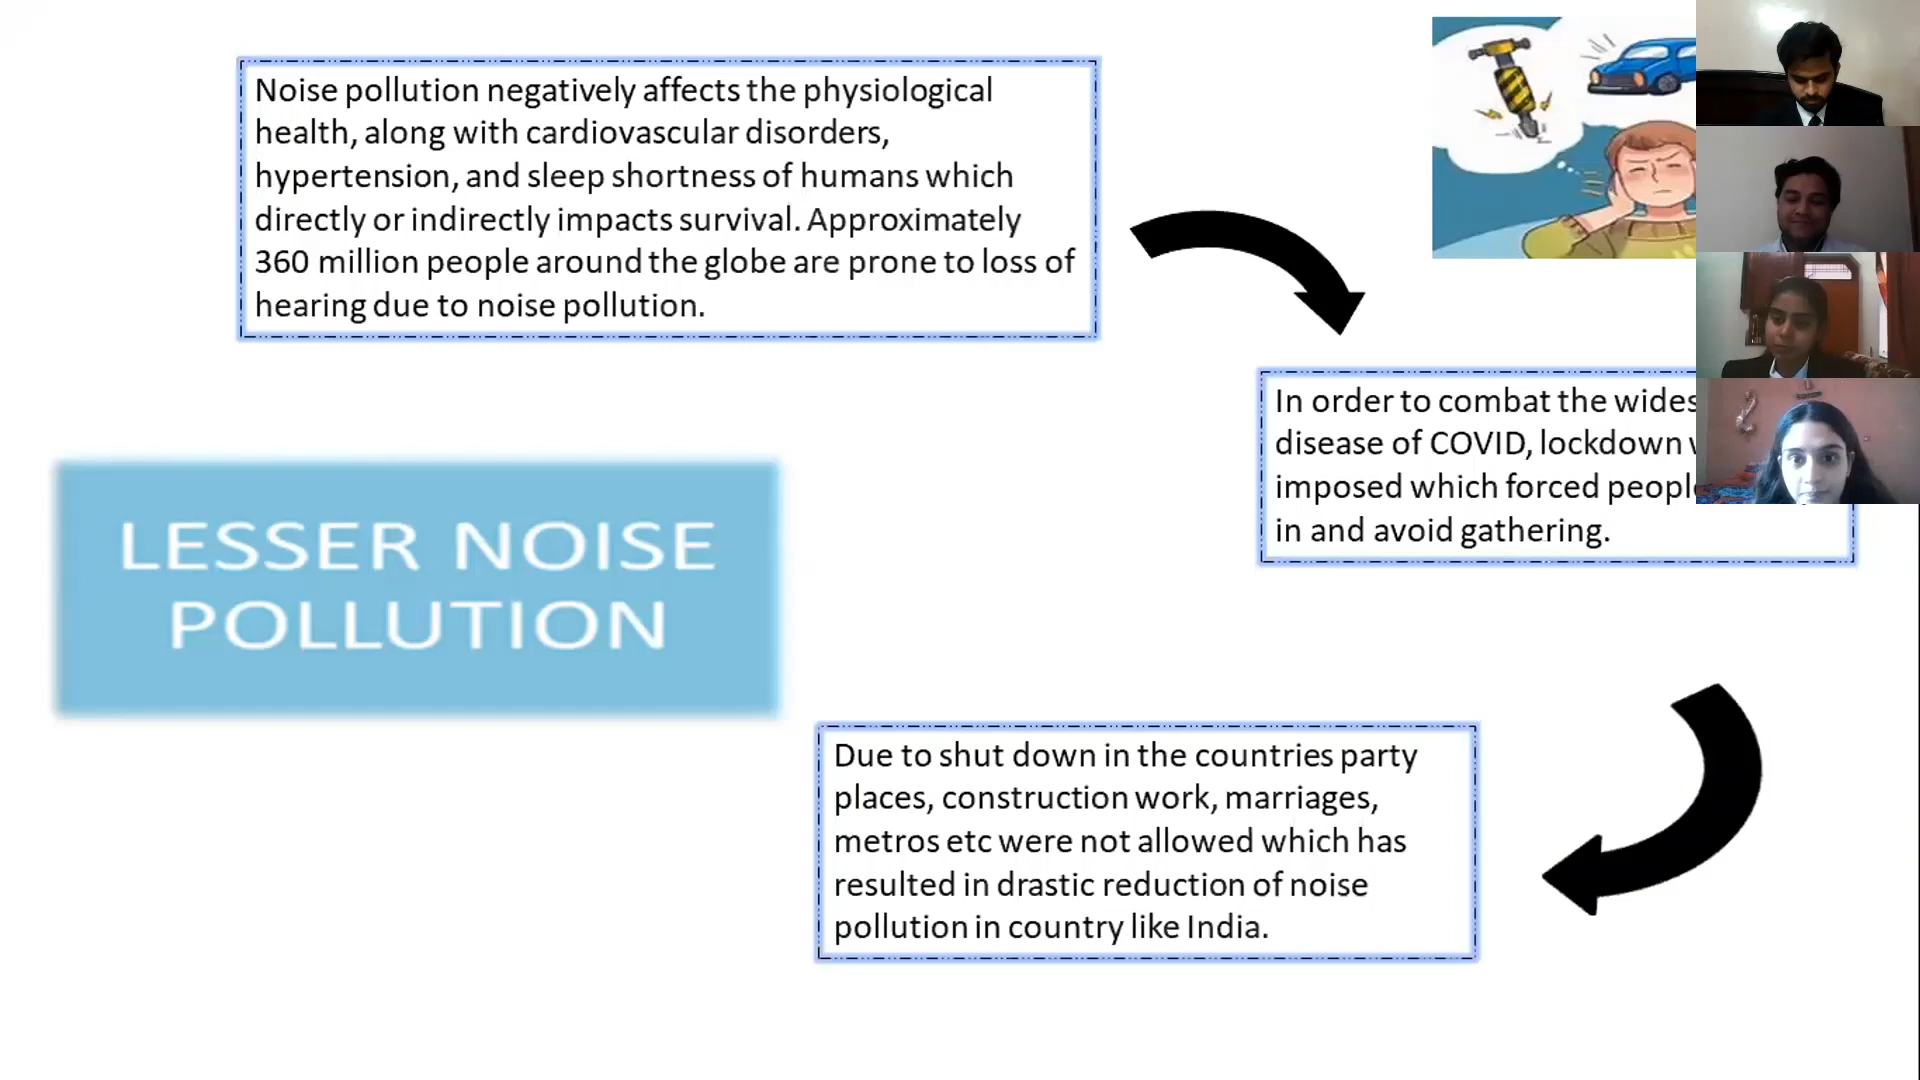 Noise pollution negatively affects the physiological
health, along with cardiovascular disorders,
hypertension, and sleep shortness of humans which
directly or indirectly impacts survival. Approximately
360 million people around the globe are prone to loss of
hearing due to noise pollution.
In order to combat the
disease of COVID, lockdown
imposed which forced
in and avoid gathering.
LESSER NOISE
POLLUTION
Due to shut down in the countries party
places, construction work, marriages,
metros etc were not allowed which has
resulted in drastic reduction of noise
pollution in country like India.